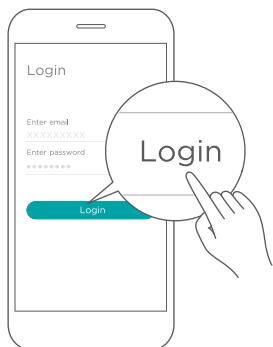 Login
Enter email
XXXXXXXXX
Enter password
********
Login
Login